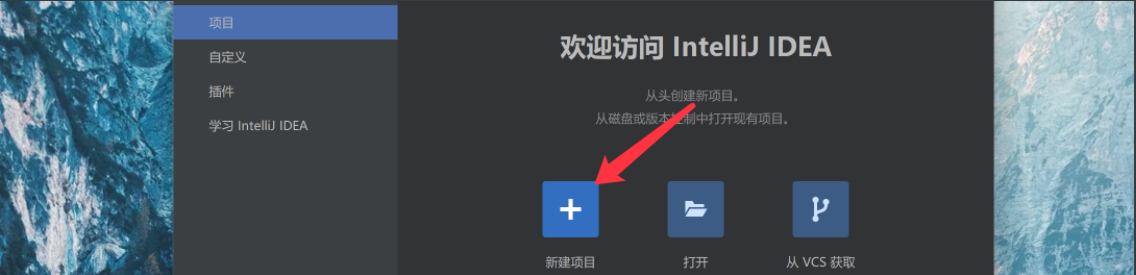 项目
自定义
插件
学习 IntelliJ IDEA
欢迎访问 IntelliJ IDEA
从头创建新项目。
从磁盘或版本控制中打开现有项目。
新建项目
打开
从 VCS 获取